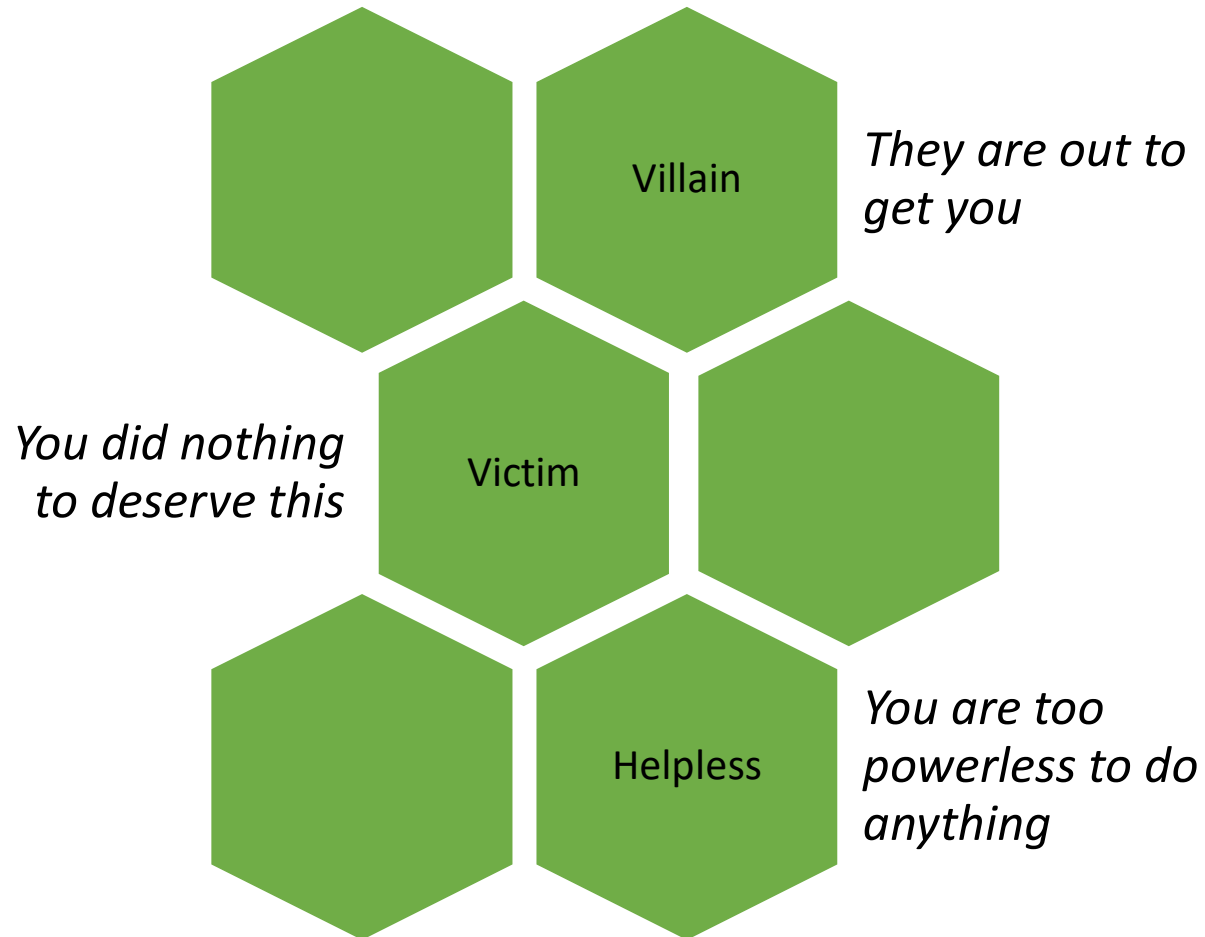 Villain
They are out to
get you
You did nothing
to deserve this
Victim
Helpless
You are too
powerless to do
anything